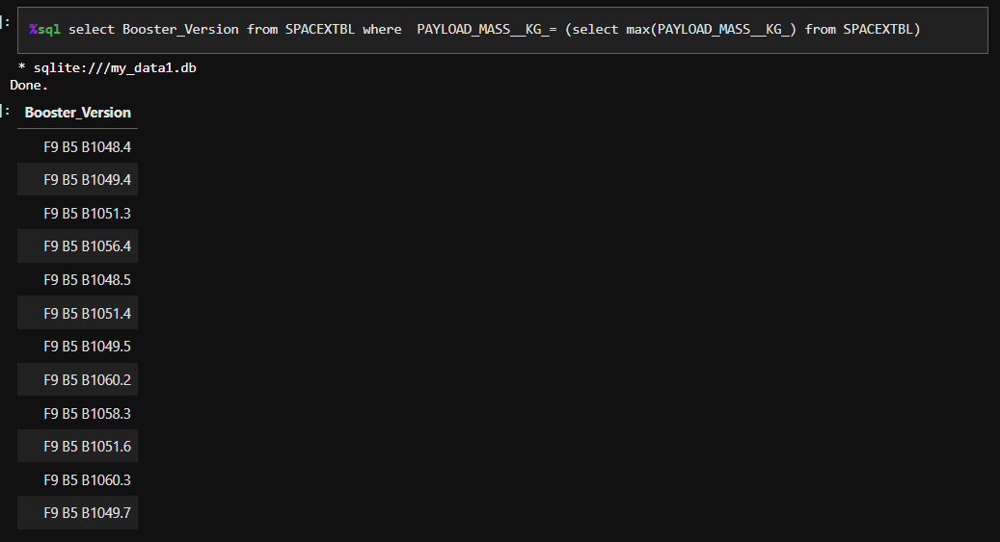 ]:
%sql select Booster_Version from SPACEXTBL where  PAYLOAD_MASS__KG_= (select max(PAYLOAD_MASS__KG_) from SPACEXTBL)
* sqlite:///my_data1.db
Done.
]:
Booster_Version
F9 B5 B1048.4
F9 B5 B1049.4
F9 B5 B1051.3
F9 B5 B1056.4
F9 B5 B1048.5
F9 B5 B1051.4
F9 B5 B1049.5
F9 B5 B1060.2
F9 B5 B1058.3
F9 B5 B1051.6
F9 B5 B1060.3
F9 B5 B1049.7